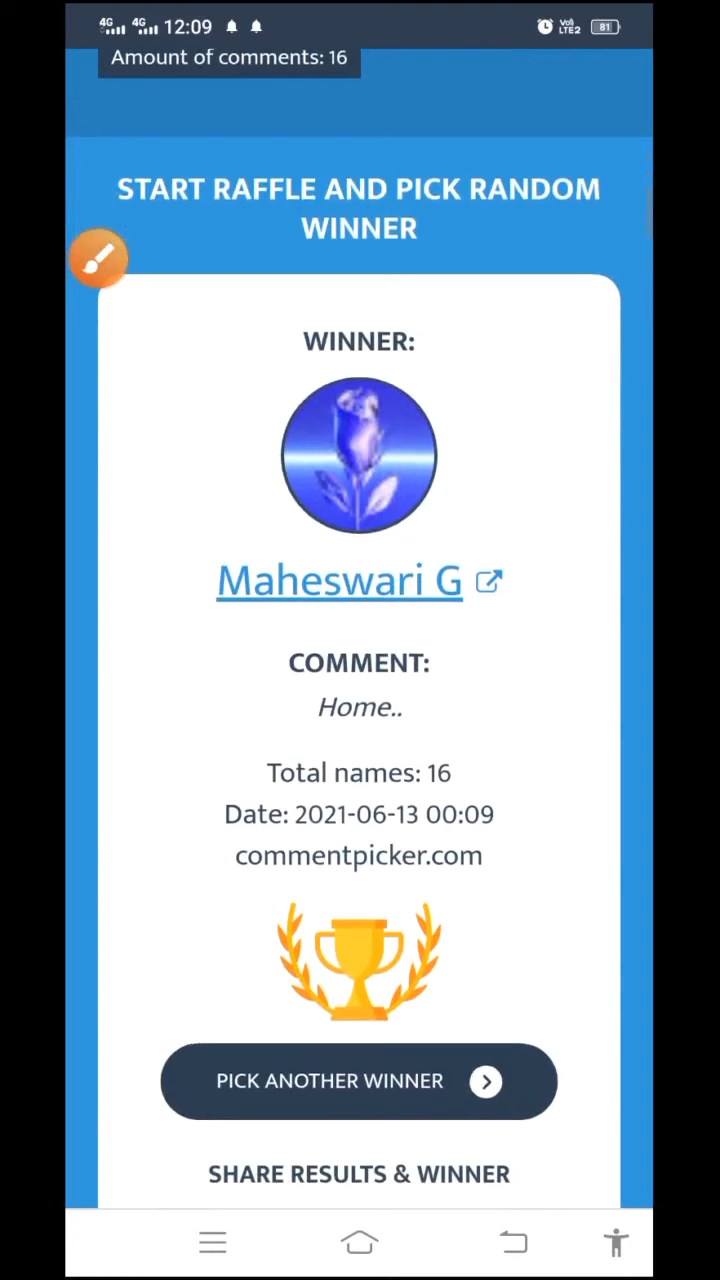 4G 4G 12:09 Vo) LTE2 81
Amount of comments: 16
START RAFFLE AND PICK RANDOM
WINNER
WINNER:
Maheswari G
COMMENT:
Home..
Total names: 16
Date: 2021-06-13 00:09
commentpicker.com
PICK ANOTHER WINNER
SHARE RESULTS & WINNER